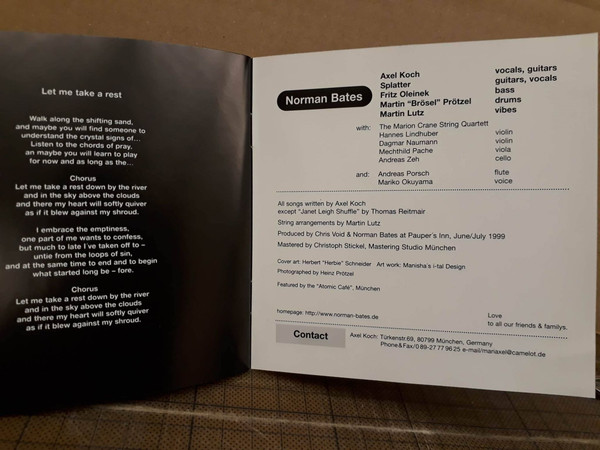 Let me take a rest
Walk along the shifting sand,
and maybe you will find someone to
understand the crystal signs of...
Listen to the chords of pray.
an maybe you will learn to play
for now and as long as the...
Chorus
Let me take a rest down by the river
and in the sky above the clouds
and there my heart will softly quiver
as if it blew against my shroud.
I embrace the emptiness,
one part of me wants to confess,
but much to late I've taken off to –
untie from the loops of sin,
and at the same time to end and to begin
what started long be – fore.
Chorus
Let me take a rest down by the river
and in the sky above the clouds
and there my heart will softly quiver
as if it blew against my shroud.
Norman Bates
Axel Koch vocals, guitars
Splatter guitars, vocals
Fritz Oleinek bass
Martin "Brösel" Prötzel drums
Martin Lutz vibes
with: The Marion Crane String Quartett
Hannes Lindhuber violin
Dagmar Naumann violin
Mechthild Pache viola
Andreas Zeh cello
and: Andreas Porsch flute
Mariko Okuyama voice
All songs written by Axel Koch
except "Janet Leigh Shuffle" by Thomas Reitmair
String arrangements by Martin Lutz
Produced by Chris Void & Norman Bates at Pauper's Inn, June/July 1999
Mastered by Christoph Stickel, Mastering Studio München
Cover art: Herbert "Herbie" Schneider Art work: Manisha's i-tal Design
Photographed by Heinz Prötzel
Featured by the "Atomic Café", München
homepage: http://www.norman-bates.de
Love
to all our friends & familys.
Contact
Axel Koch: Türkenstr.69, 80799 München, Germany
Phone & Fax/0 89-27 77 96 25 e-mail/manaxel@camelot.de